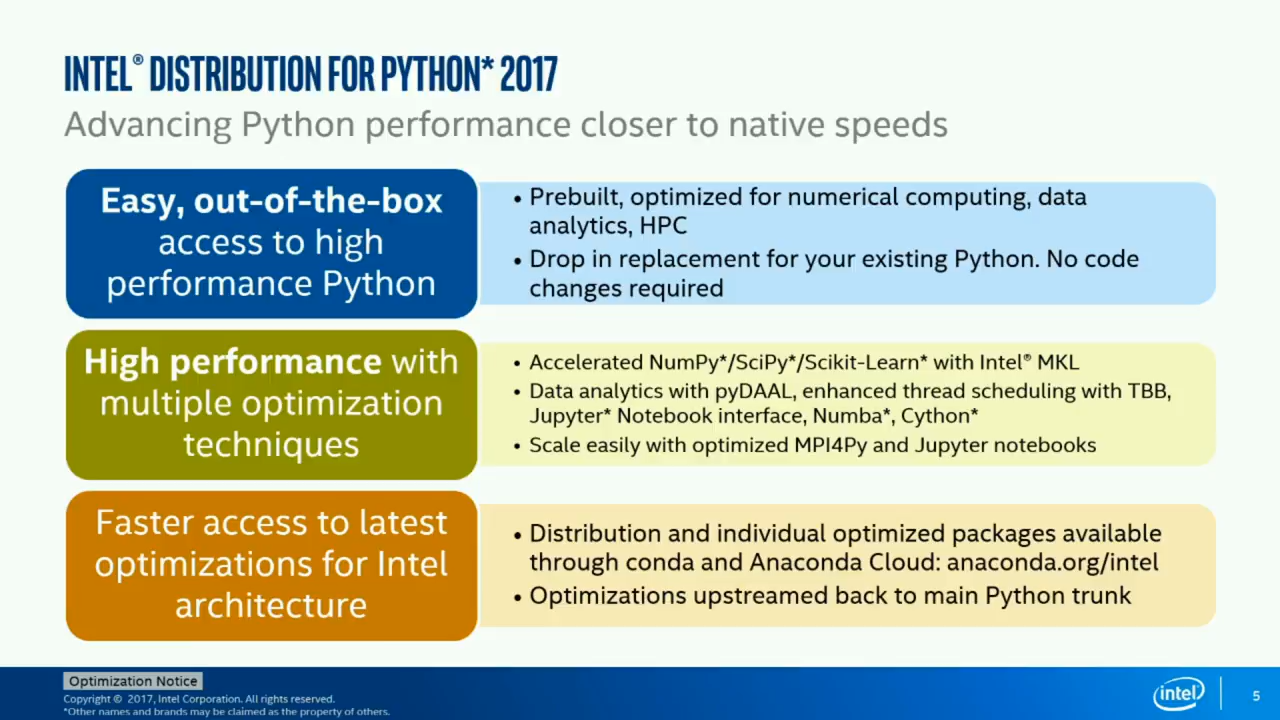 INTEL® DISTRIBUTION FOR PYTHON* 2017
Advancing Python performance closer to native speeds
Easy, out-of-the-box
access to high
performance Python
• Prebuilt, optimized for numerical computing, data
analytics, HPC
• Drop in replacement for your existing Python. No code
changes required
High performance with
multiple optimization
techniques
• Accelerated NumPy*/SciPy*/Scikit-Learn* with Intel® MKL
• Data analytics with pyDAAL, enhanced thread scheduling with TBB,
Jupyter* Notebook interface, Numba*, Cython*
• Scale easily with optimized MPI4Py and Jupyter notebooks
Faster access to latest
optimizations for Intel
architecture
• Distribution and individual optimized packages available
through conda and Anaconda Cloud: anaconda.org/intel
• Optimizations upstreamed back to main Python trunk
Optimization Notice
Copyright © 2017, Intel Corporation. All rights reserved.
*Other names and brands may be claimed as the property of others.
intel
5